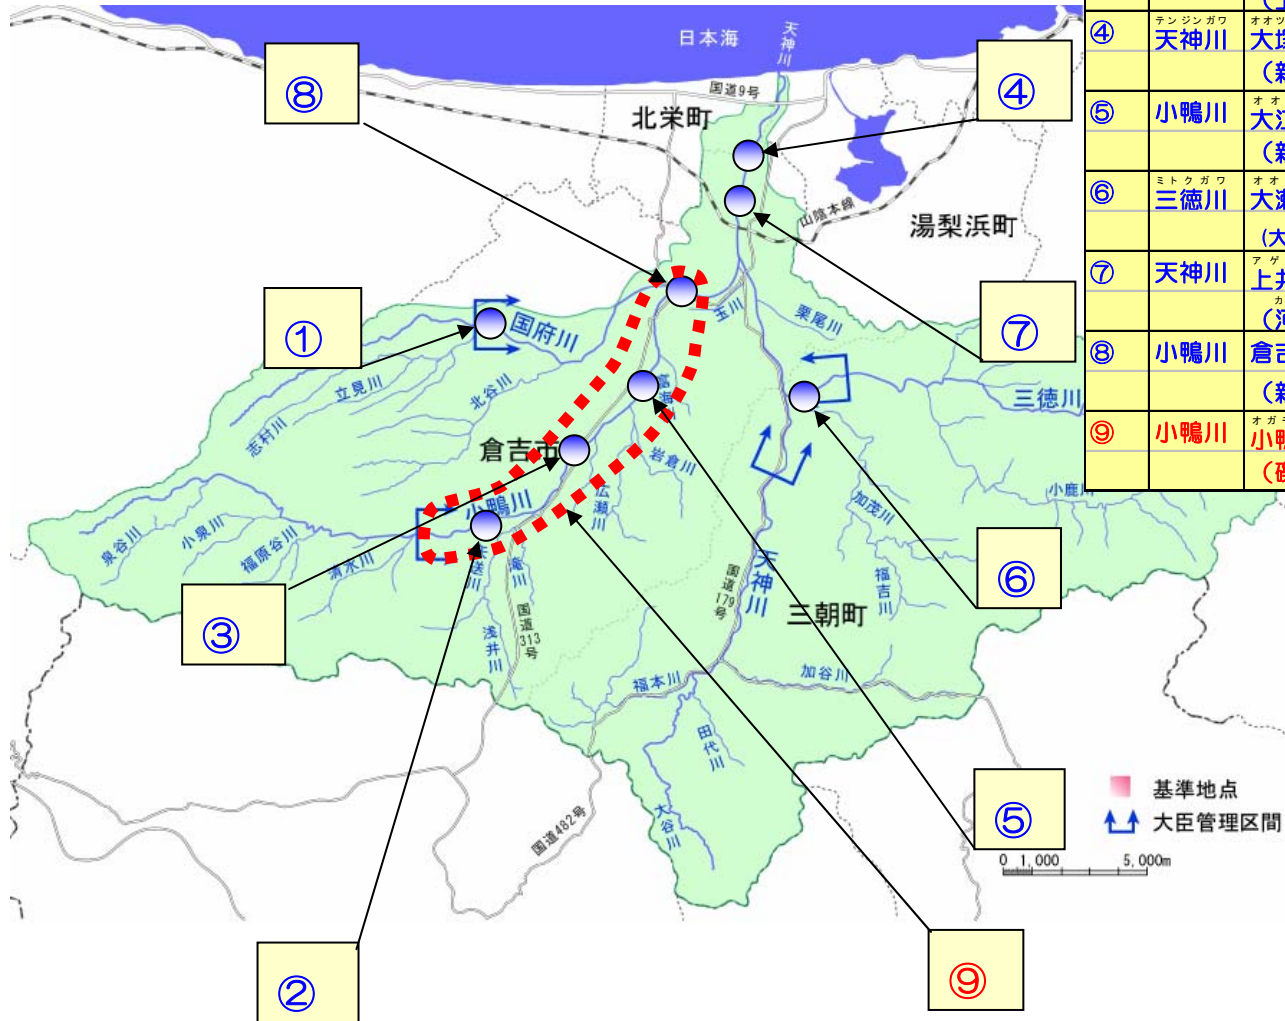 日本海
天神川
国道9号
北栄町
山陰本線
湯梨浜町
⑧
④
①
⑦
⑥
③
⑤
②
⑨
国府川
玉川
栗尾川
立見川
北谷川
志村川
三徳川
倉吉市
岩倉川
広瀬川
小鴨川
小鹿川
加茂川
泉谷川
小泉川
福原谷川
清水川
滝川
浅井川
国道313号
国道179号
天神川
福吉川
三朝町
加谷川
福本川
田代川
大谷川
国道482号
基準地点
大臣管理区間
0 1,000 5,000m
④ テンジンガワ 天神川
⑤ 小鴨川
⑥ ミトクガワ 三徳川
⑦ 天神川
⑧ 小鴨川
⑨ 小鴨川